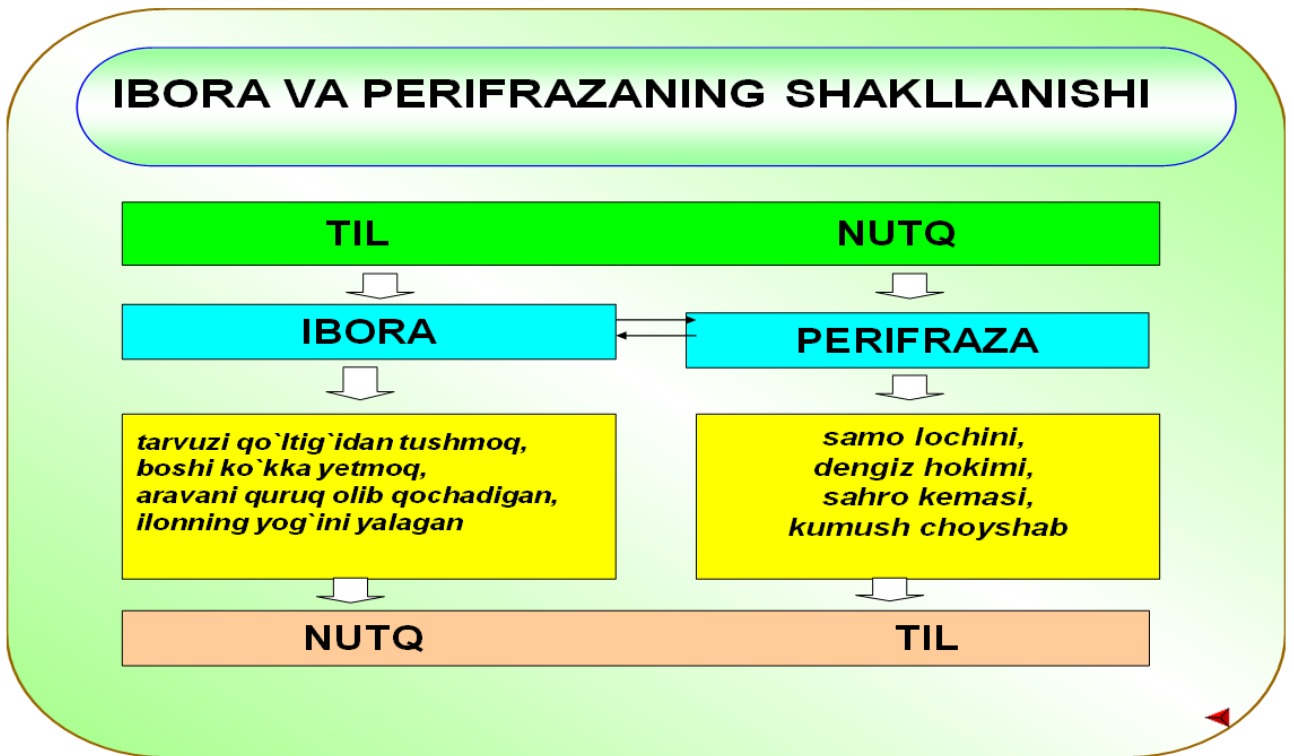 IBORA VA PERIFRAZANING SHAKLLANISHI
TIL
NUTQ
IBORA
PERIFRAZA
tarvuzi qo`ltig`idan tushmoq,
boshi ko`kka yetmoq,
aravani quruq olib qochadigan,
ilonning yog`ini yalagan
samo lochini,
dengiz hokimi,
sahro kemasi,
kumush choyshab
NUTQ
TIL